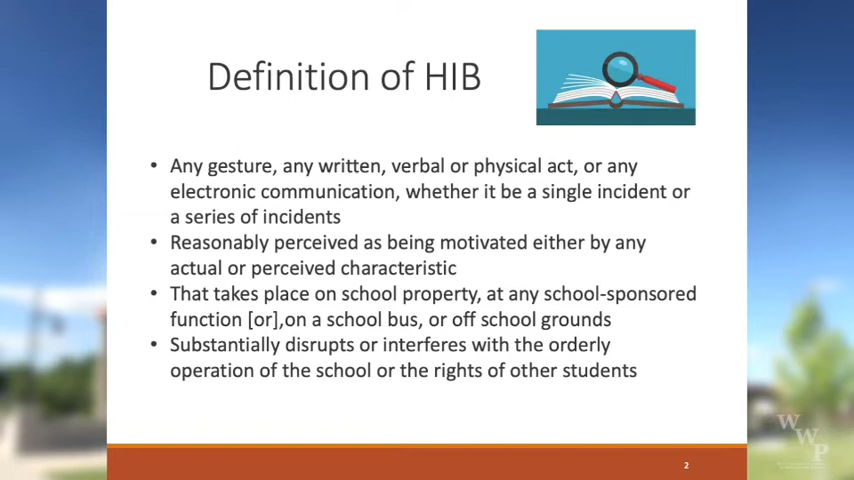 Definition of HIB
• Any gesture, any written, verbal or physical act, or any
electronic communication, whether it be a single incident or
a series of incidents
• Reasonably perceived as being motivated either by any
actual or perceived characteristic
• That takes place on school property, at any school-sponsored
function [or],on a school bus, or off school grounds
• Substantially disrupts or interferes with the orderly
operation of the school or the rights of other students
2
W
W
P